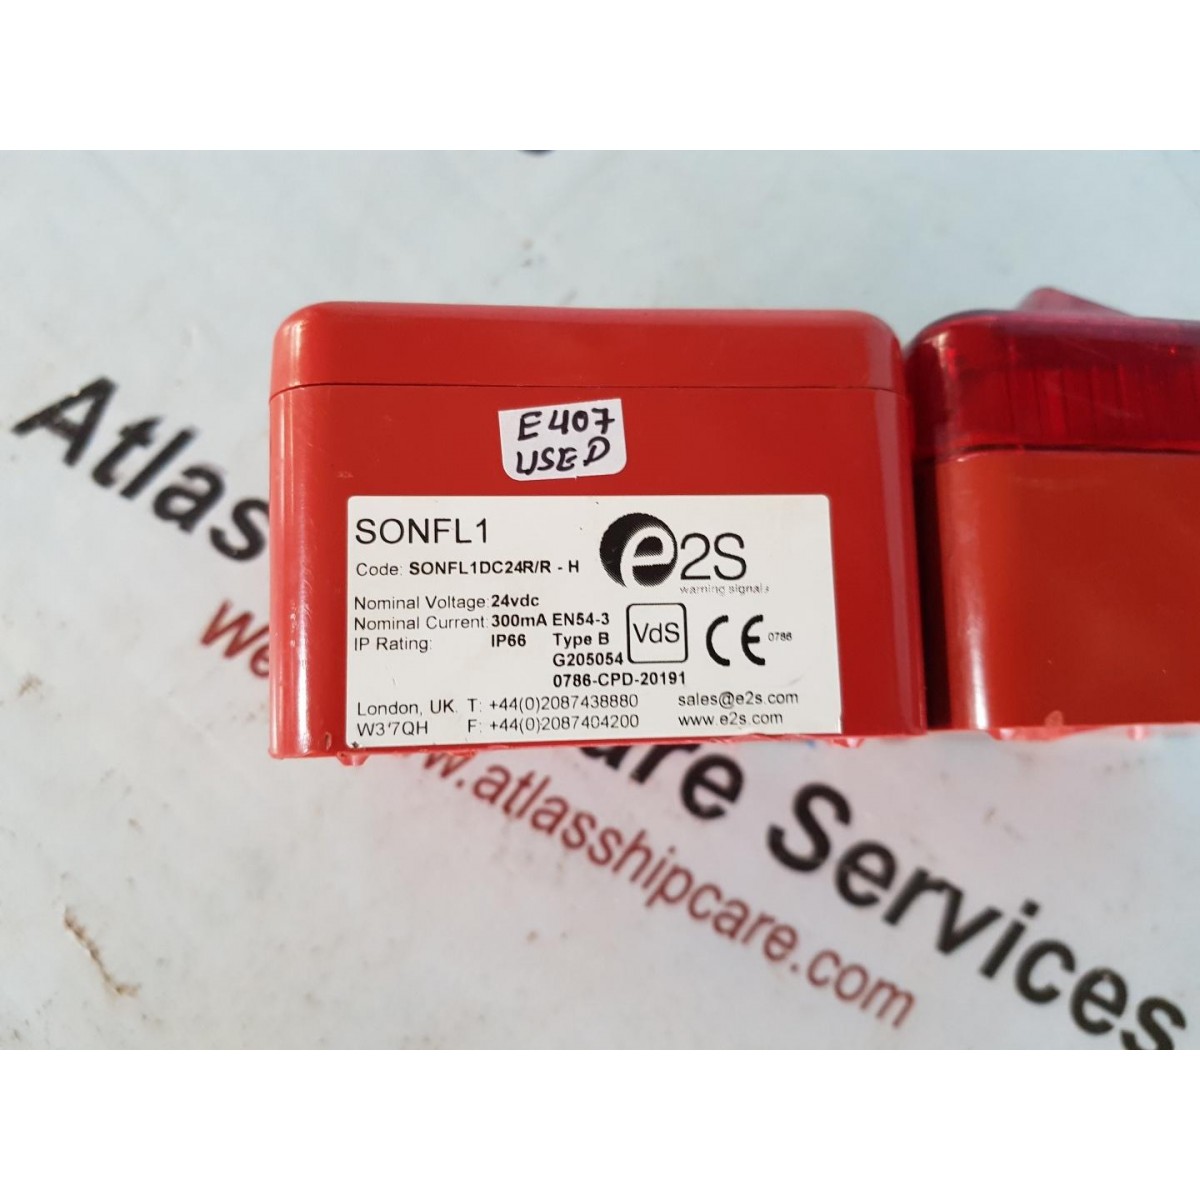 E407
USED
SONFL1
Code: SONFL1DC24R/R - H
e2S
warning signals
Nominal Voltage: 24vdc
Nominal Current: 300mA EN54-3
IP Rating: IP66 Type B
G205054
0786-CPD-20191
VdS
CE 0786
London, UK. T: +44(0)2087438880 sales@e2s.com
W3 7QH F: +44(0)2087404200 www.e2s.com
Atlas
are Services
we
w.atlasshipcare.com